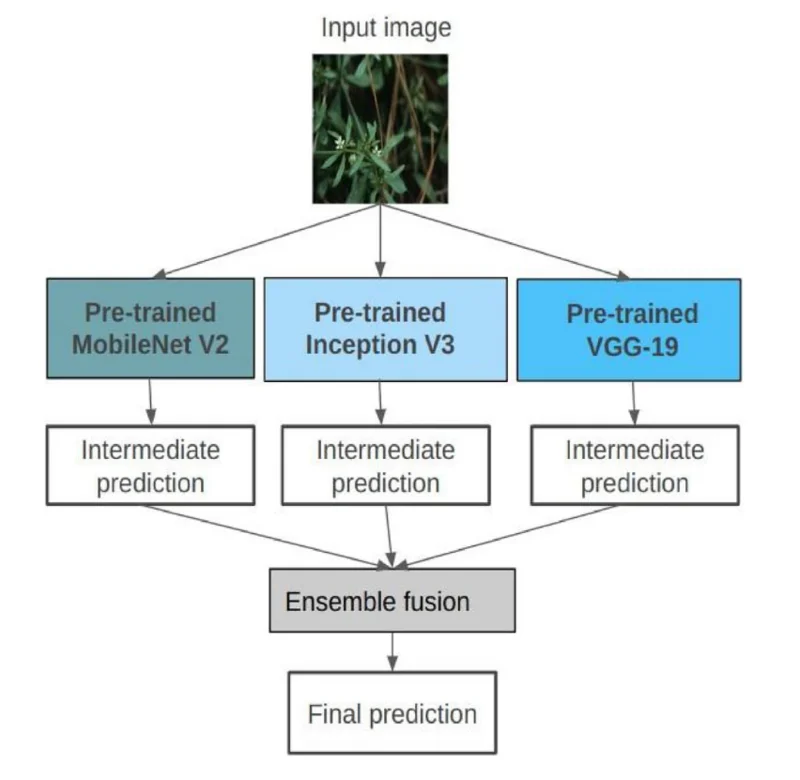 Input image
Pre-trained
MobileNet V2
Pre-trained
Inception V3
Pre-trained
VGG-19
Intermediate
prediction
Intermediate
prediction
Intermediate
prediction
Ensemble fusion
Final prediction